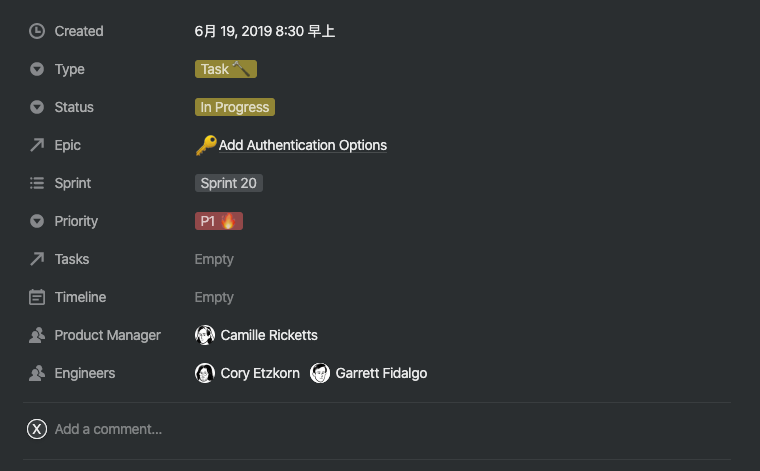 Created 6月 19, 2019 8:30 早上
Type Task 🔨
Status In Progress
Epic 🔑Add Authentication Options
Sprint Sprint 20
Priority P1 🔥
Tasks Empty
Timeline Empty
Product Manager Camille Ricketts
Engineers Cory Etzkorn Garrett Fidalgo
X Add a comment...